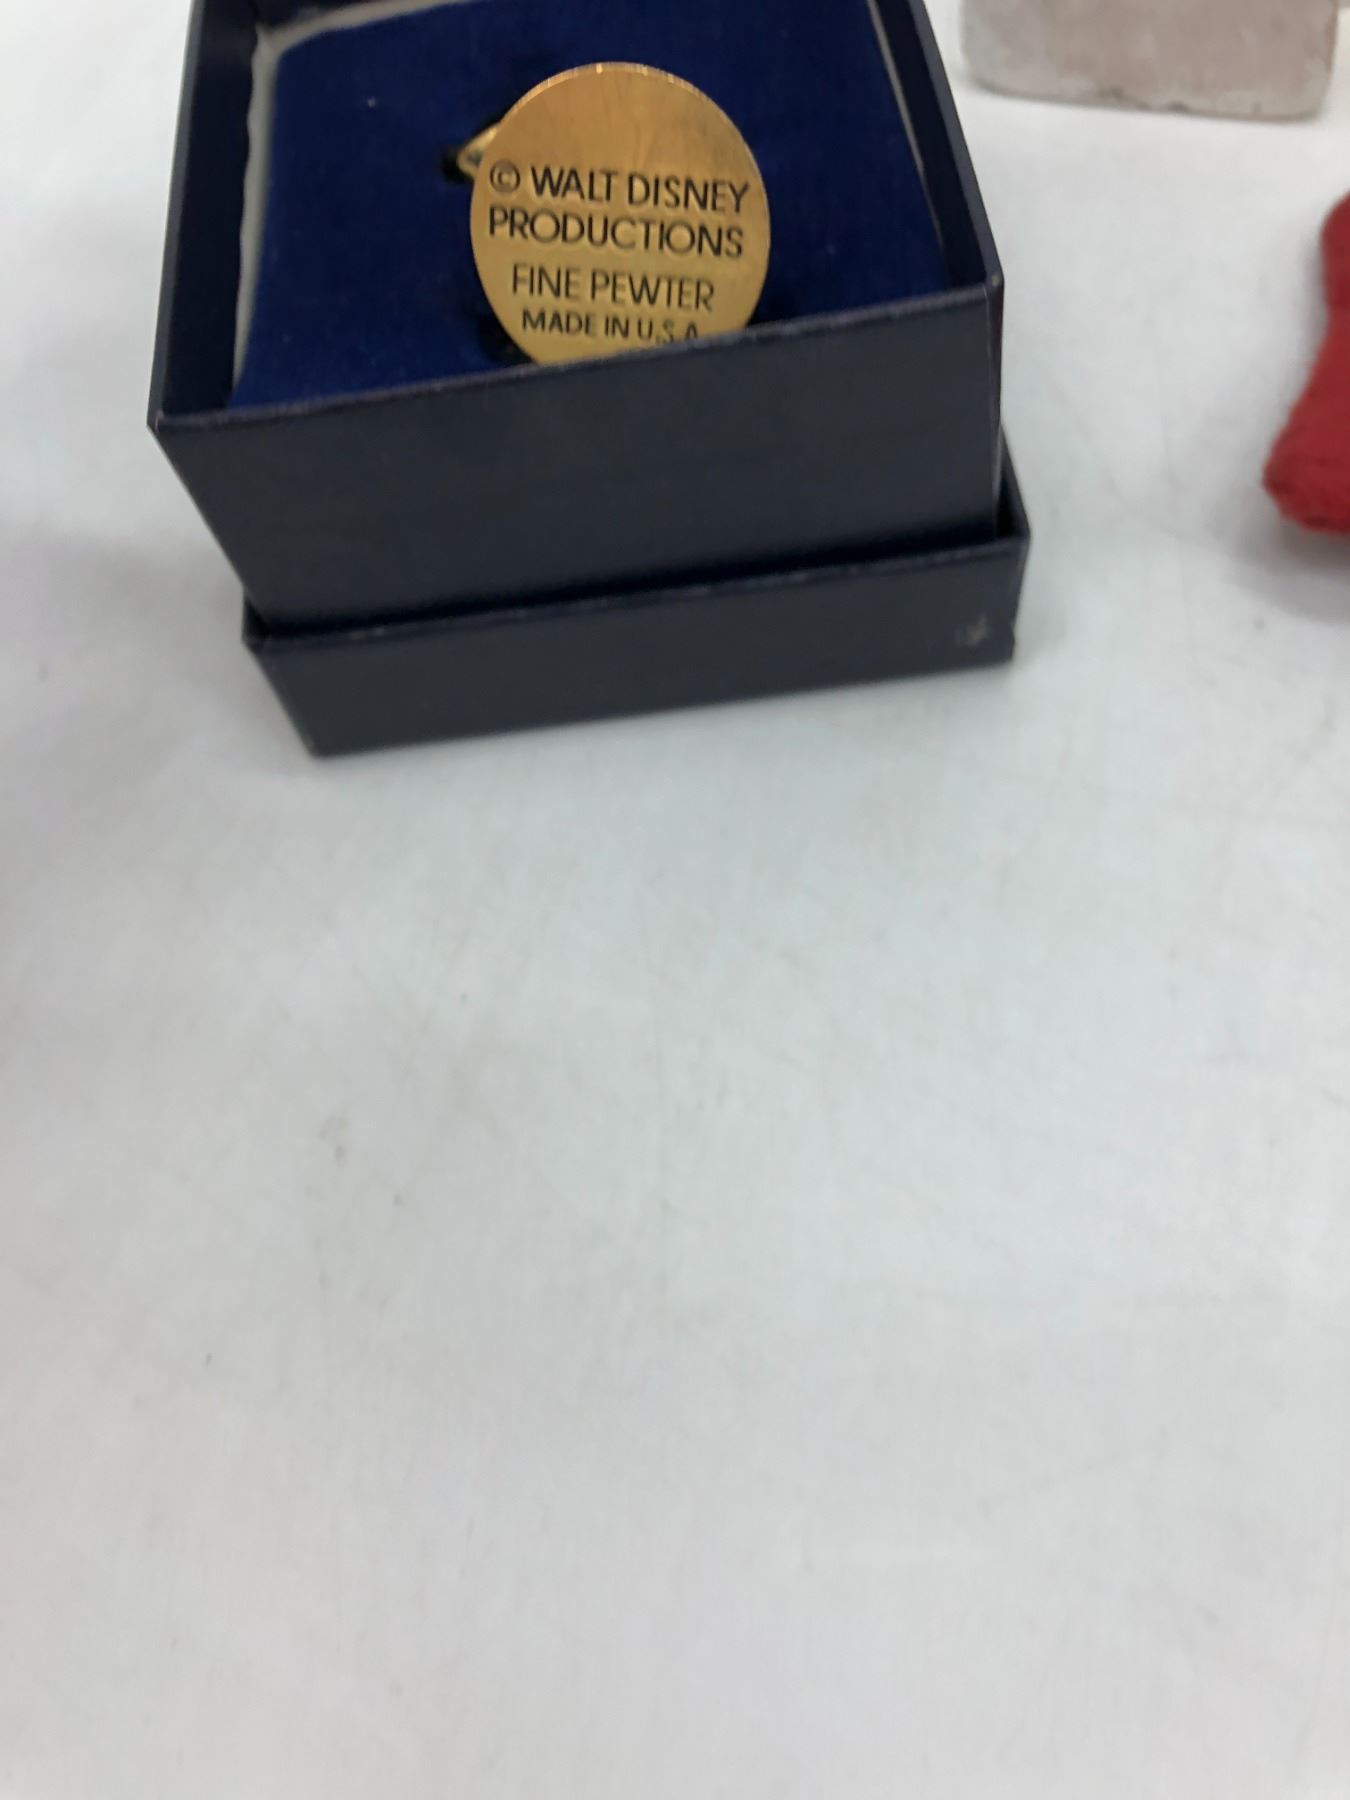 © WALT DISNEY
PRODUCTIONS
FINE PEWTER
MADE IN U.S.A.